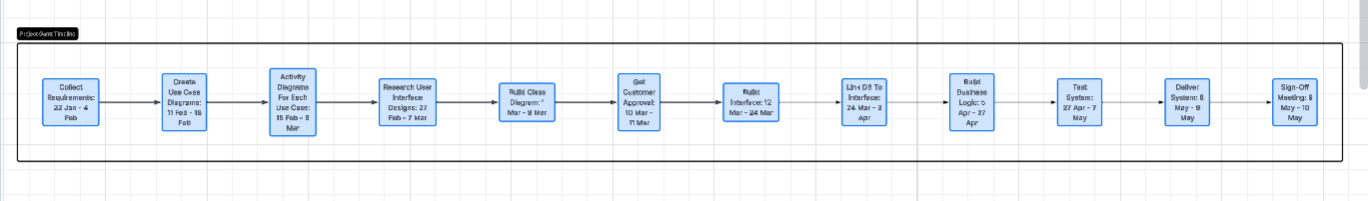 Project Gantt Timeline
Collect
Requirements:
22 Jan - 4
Feb
Create
Use Case
Diagrams:
11 Feb - 15
Feb
Activity
Diagrams
For Each
Use Case:
15 Feb - 8
Mar
Research User
Interface
Designs: 27
Feb - 7 Mar
Build Class
Diagram:
Mar - 9 Mar
Get
Customer
Approval:
10 Mar -
11 Mar
Build
Interface: 12
Mar - 24 Mar
Link DB To
Interface:
24 Mar - 3
Apr
Build
Business
Logic: 5
Apr - 27
Apr
Test
System:
27 Apr - 7
May
Deliver
System: 8
May - 9
May
Sign-Off
Meeting: 9
May - 10
May